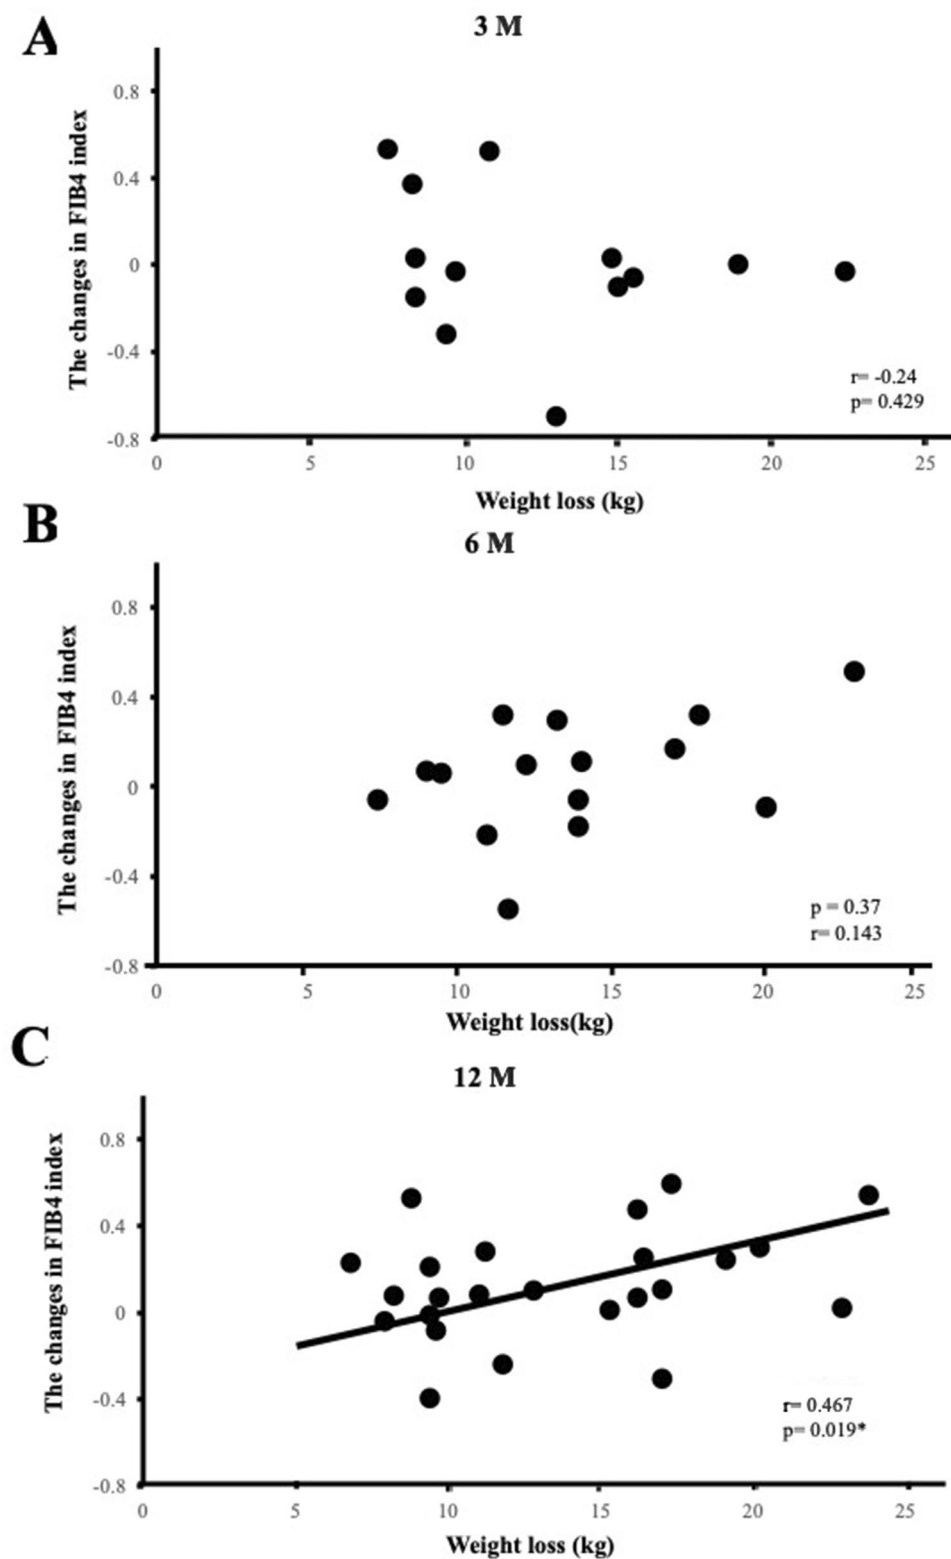 A
3 M
The changes in FIB4 index
0.8
0.4
0
-0.4
-0.8
r= -0.24
p= 0.429
0 5 10 15 20 25
Weight loss (kg)
B
6 M
The changes in FIB4 index
0.8
0.4
0
-0.4
-0.8
p = 0.37
r= 0.143
0 5 10 15 20 25
Weight loss(kg)
C
12 M
The changes in FIB4 index
0.8
0.4
0
-0.4
-0.8
r= 0.467
p= 0.019*
0 5 10 15 20 25
Weight loss (kg)